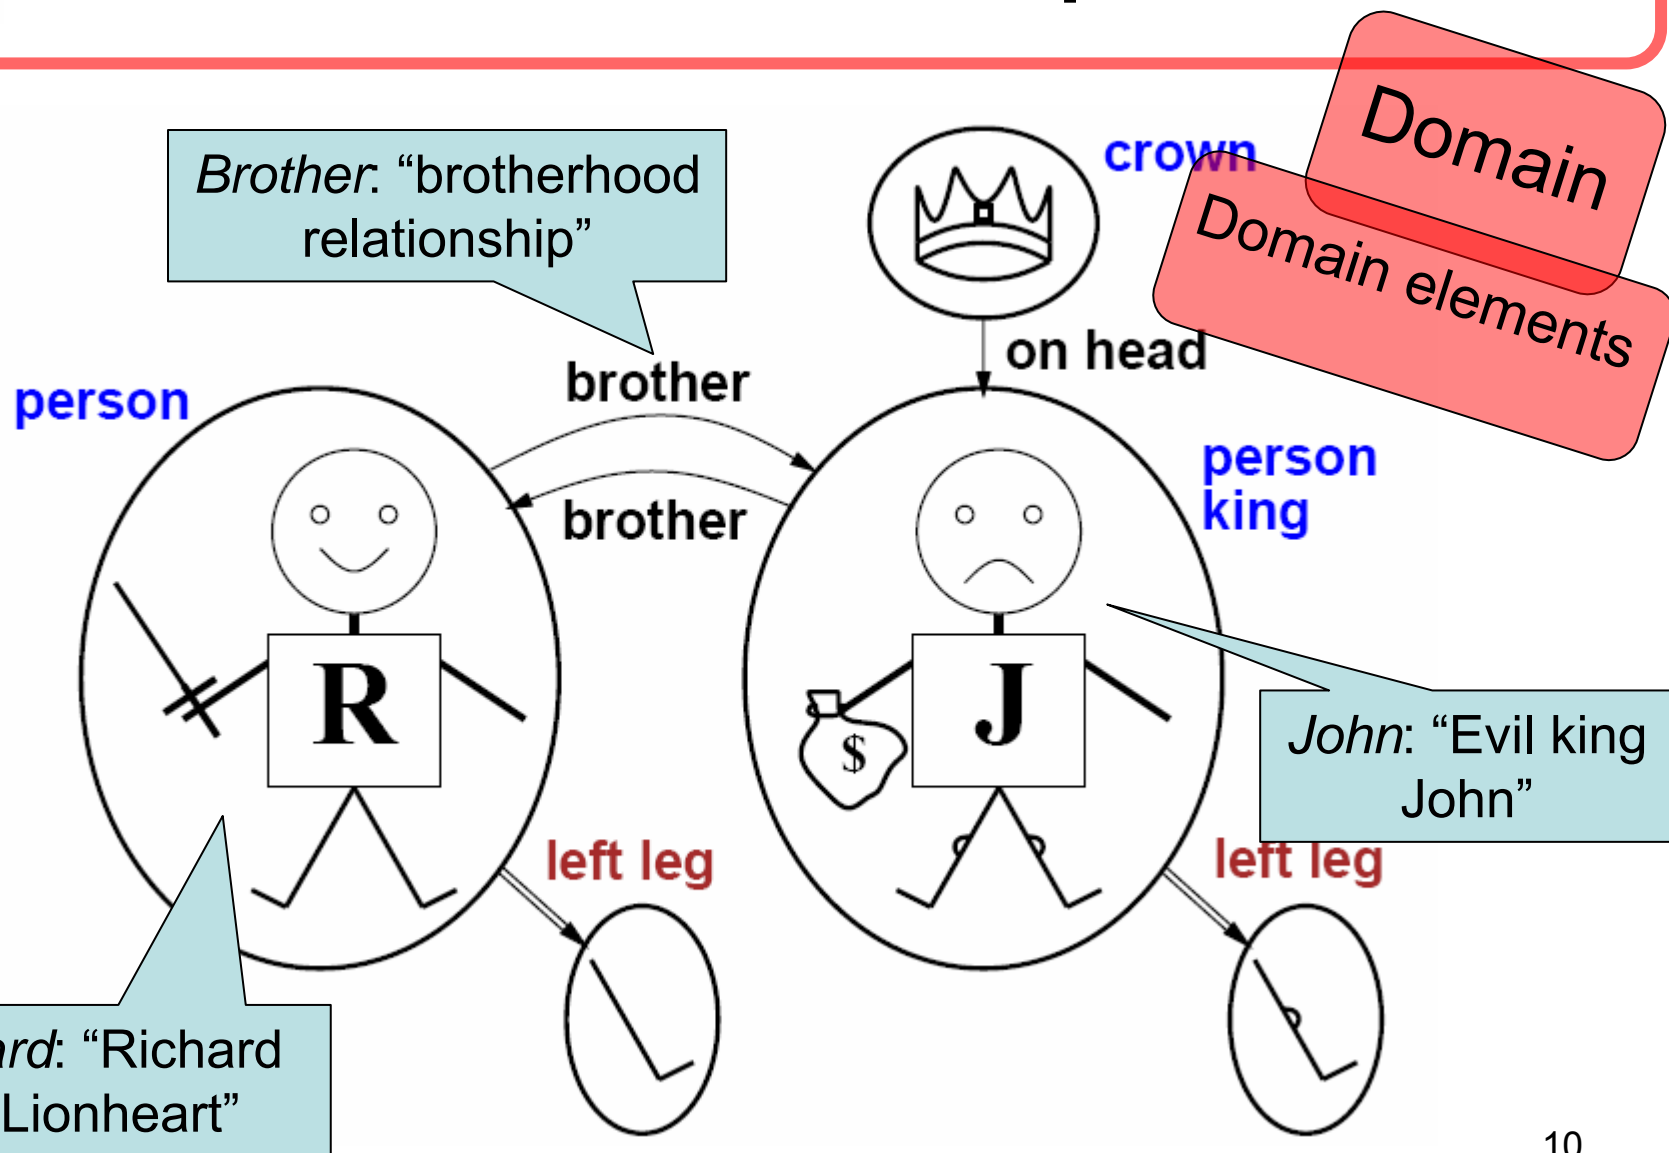 Domain
Domain elements
Brother: “brotherhood
relationship”
crown
on head
brother
person
brother
person
king
R
J
$
John: “Evil king
John”
left leg
left leg
“Richard
Lionheart”
10